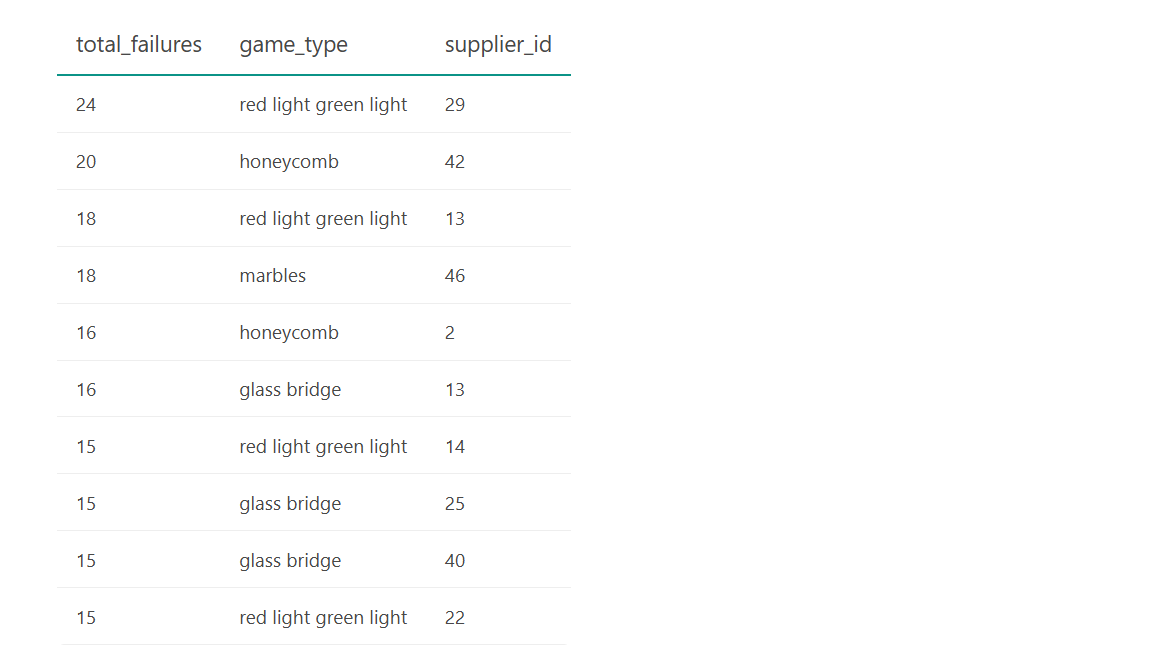 total_failures game_type supplier_id
24 red light green light 29
20 honeycomb 42
18 red light green light 13
18 marbles 46
16 honeycomb 2
16 glass bridge 13
15 red light green light 14
15 glass bridge 25
15 glass bridge 40
15 red light green light 22